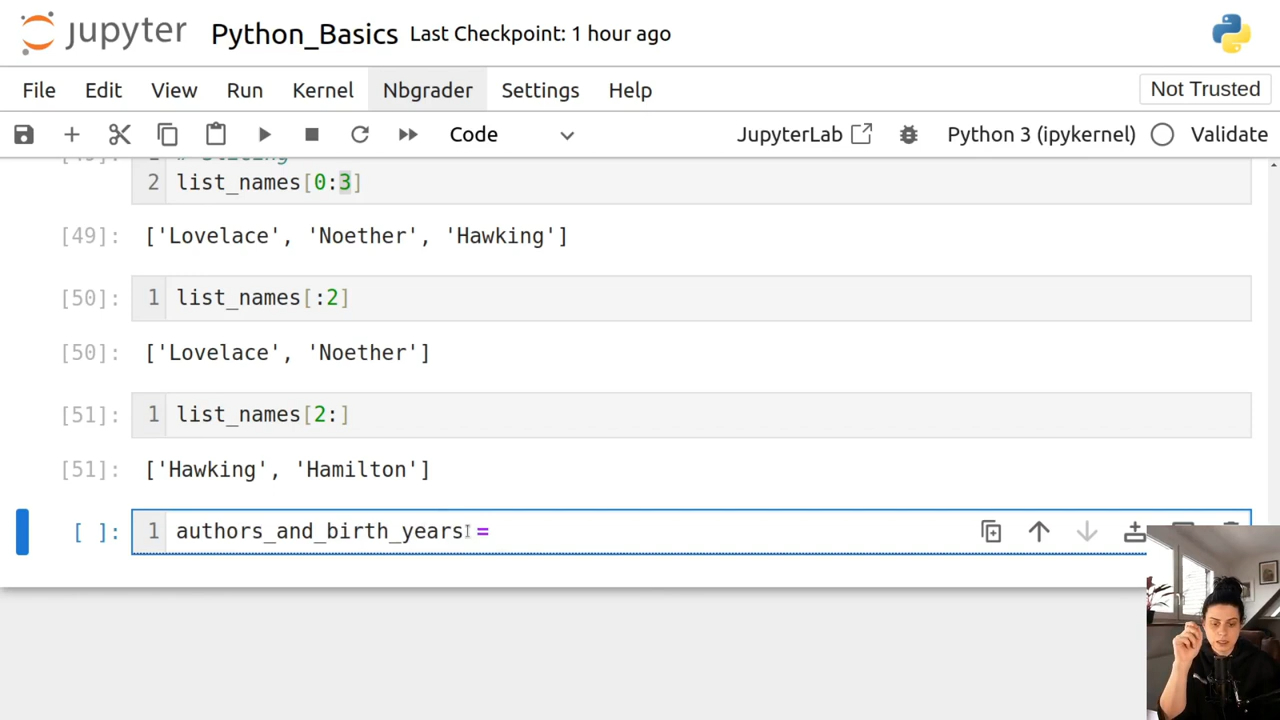 jupyter Python_Basics Last Checkpoint: 1 hour ago
File Edit View Run Kernel Nbgrader Settings Help Not Trusted
Code JupyterLab Python 3 (ipykernel) Validate
2 list_names[0:3]
[49]: ['Lovelace', 'Noether', 'Hawking']
[50]: 1 list_names[:2]
[50]: ['Lovelace', 'Noether']
[51]: 1 list_names[2:]
[51]: ['Hawking', 'Hamilton']
[ ]: 1 authors_and_birth_years =